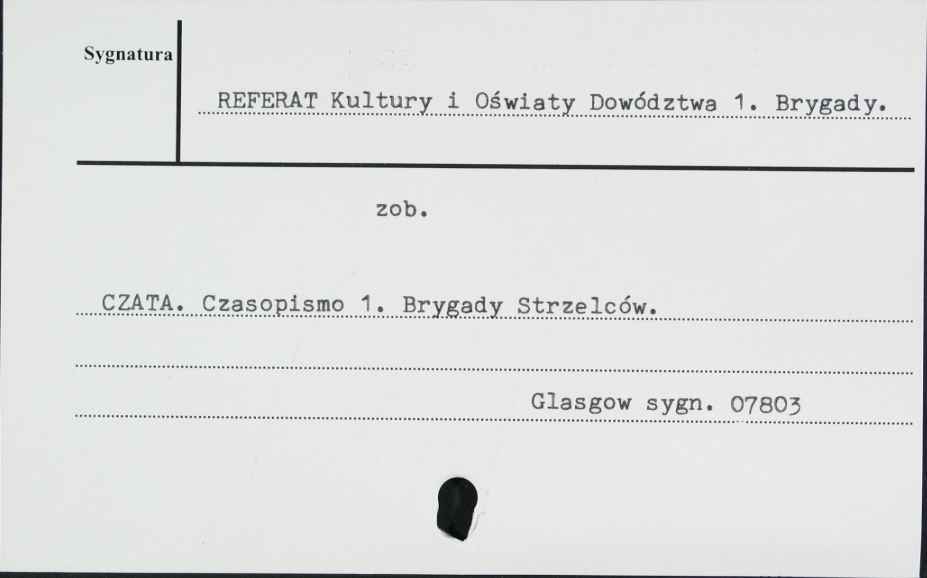 Sygnatura
REFERAT Kultury i Oświaty Dowództwa 1. Brygady.
zob.
CZATA. Czasopismo 1. Brygady Strzelców.
Glasgow sygn. 07803